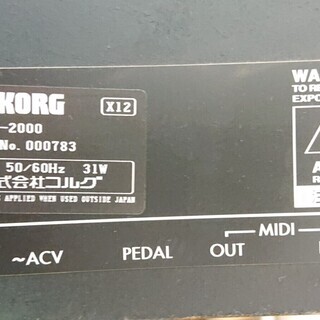 KORG X12
-2000
No. 000783
50/60Hz 31W
式会社コルグ
APPLIED WHEN USED OUTSIDE JAPAN
WA
TO RE
EXPO
A
R
~ACV PEDAL OUT MIDI